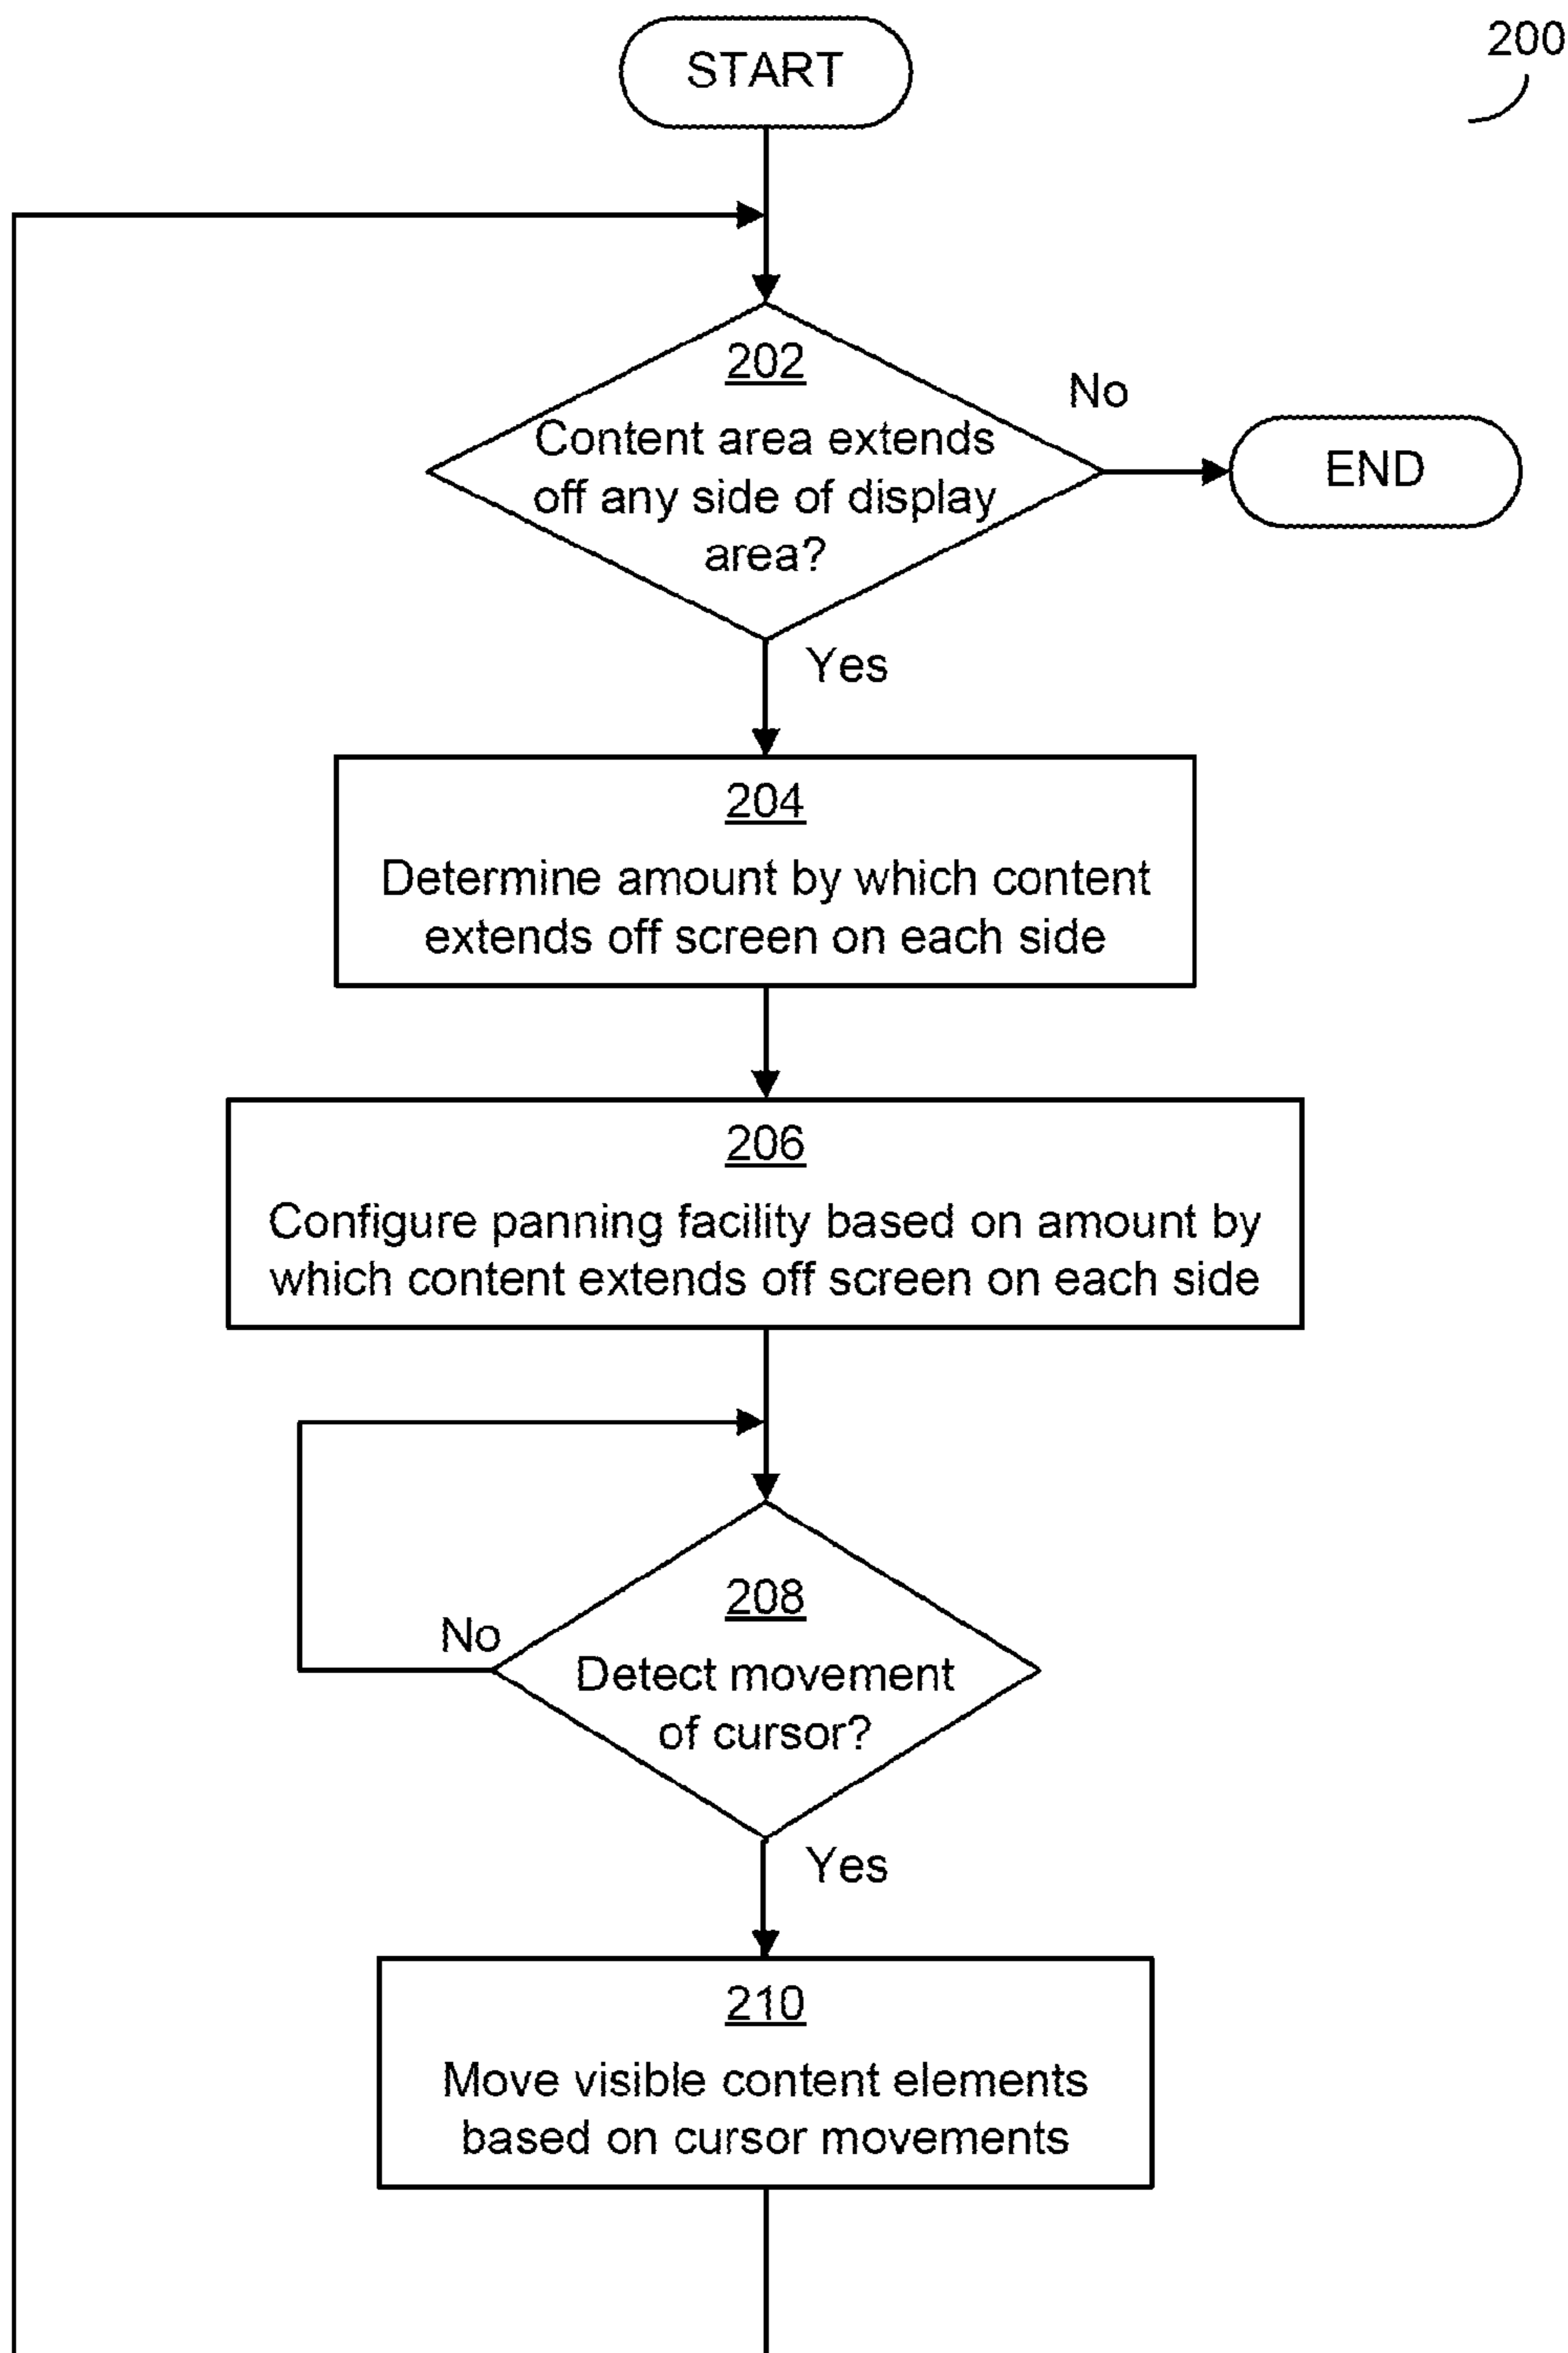 START
200
202
Content area extends
off any side of display
area?
No
END
Yes
204
Determine amount by which content
extends off screen on each side
206
Configure panning facility based on amount by
which content extends off screen on each side
208
No
Detect movement
of cursor?
Yes
210
Move visible content elements
based on cursor movements